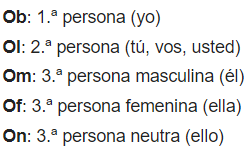 Ob: 1.ª persona (yo)
Ol: 2.ª persona (tú, vos, usted)
Om: 3.ª persona masculina (él)
Of: 3.ª persona femenina (ella)
On: 3.ª persona neutra (ello)